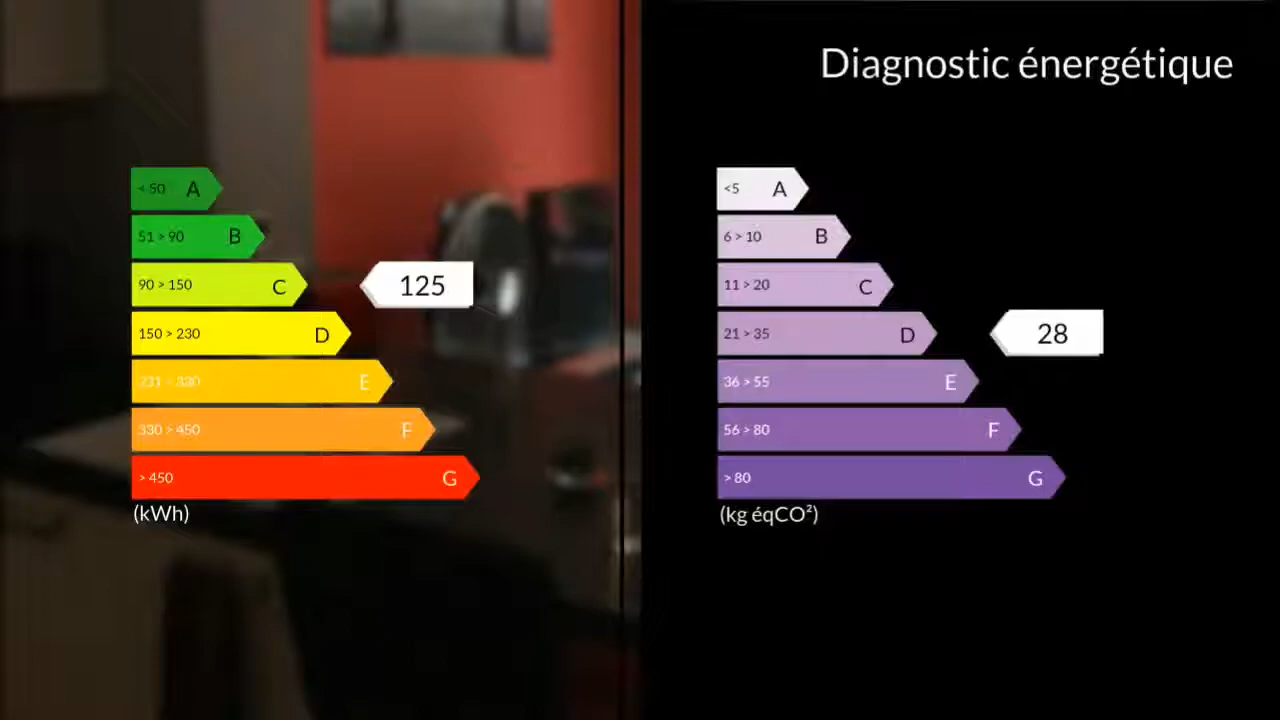 Diagnostic énergétique
< 50 A
51 > 90 B
90 > 150 C
125
150 > 230 D
231 > 330 E
330 > 450 F
> 450 G
(kWh)
<5 A
6 > 10 B
11 > 20 C
21 > 35 D
28
36 > 55 E
56 > 80 F
> 80 G
(kg éqCO²)